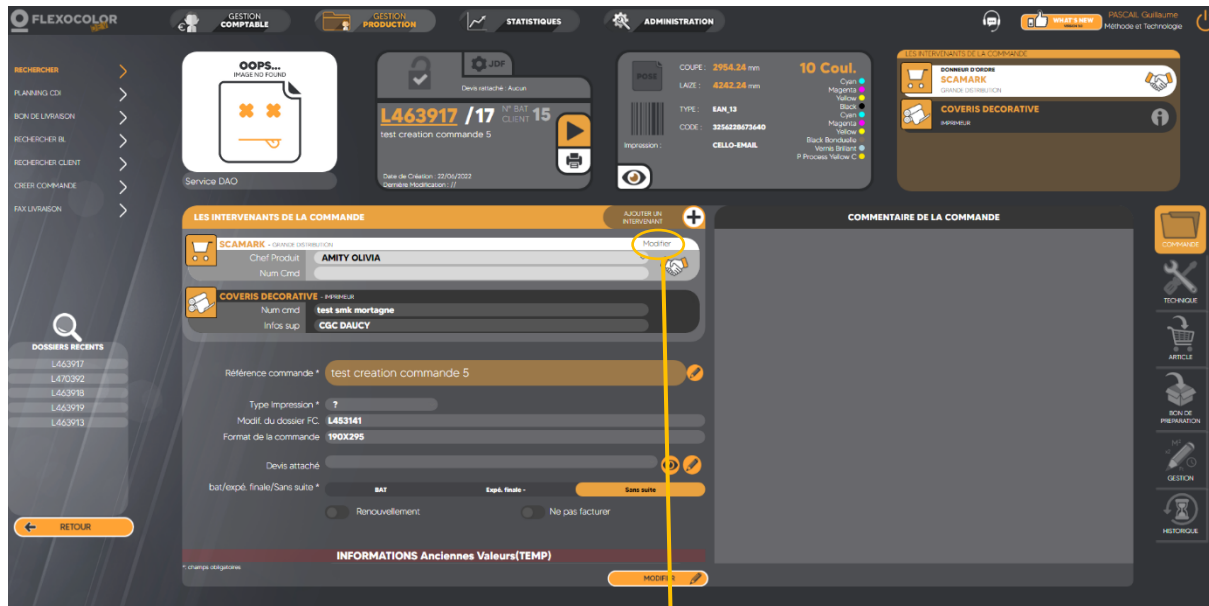 FLEXOCOLOR
GESTION COMPTABLE
GESTION PRODUCTION
STATISTIQUES
ADMINISTRATION
WHAT'S NEW
PASCAL Guillaume
Méthode et Technologie
RECHERCHER
PLANNING CDI
BON DE LIVRAISON
RECHERCHER BL
RECHERCHER CLIENT
CREER COMMANDE
FAX LIVRAISON
DOSSIERS RECENTS
L463917
L470392
L463918
L463919
L463913
RETOUR
OOPS...
IMAGE NO FOUND
Service DAO
JDF
Devis rattaché : Aucun
L463917 /17 N° BAT CLIENT 15
test creation commande 5
Date de Création : 22/06/2022
Dernière Modification : //
POSE
COUPE : 2954.24 mm
LAIZE : 4242.24 mm
TYPE : EAN_13
CODE : 3256228673640
Impression : CELLO-EMAIL
10 Coul.
Cyan
Magenta
Yellow
Black
Cyan
Magenta
Yellow
Black Bonduelle
Vernis Brillant
P Process Yellow C
LES INTERVENANTS DE LA COMMANDE
DONNEUR D'ORDRE
SCAMARK
GRANDE DISTRIBUTION
COVERIS DECORATIVE
IMPRIMEUR
LES INTERVENANTS DE LA COMMANDE
AJOUTER UN INTERVENANT
SCAMARK - GRANDE DISTRIBUTION
Modifier
Chef Produit AMITY OLIVIA
Num Cmd
COVERIS DECORATIVE - IMPRIMEUR
Num cmd test smk mortagne
Infos sup CGC DAUCY
Référence commande * test creation commande 5
Type Impression * ?
Modif. du dossier FC. L453141
Format de la commande 190X295
Devis attaché
bat/expé. finale/Sans suite * BAT Expé. finale - Sans suite
Renouvellement Ne pas facturer
INFORMATIONS Anciennes Valeurs(TEMP)
*: champs obligatoires
MODIFIER
COMMENTAIRE DE LA COMMANDE
COMMANDE
TECHNIQUE
ARTICLE
BON DE PREPARATION
GESTION
HISTORIQUE